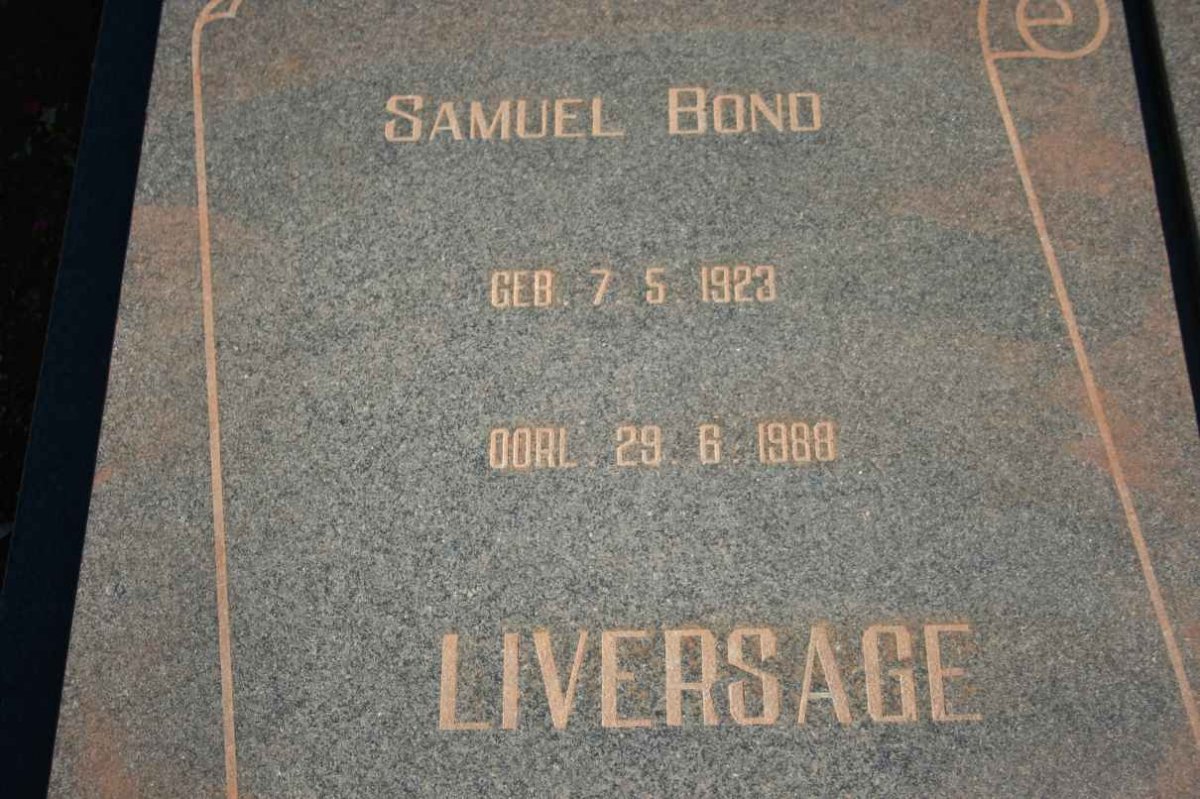 SAMUEL BOND
GEB. 7. 5. 1923
OORL. 29. 6. 1988
LIVERSAGE